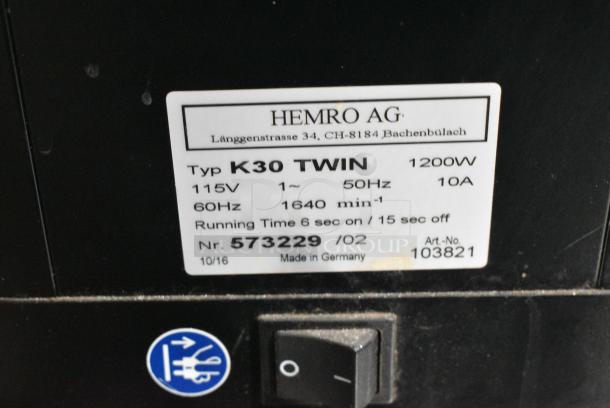 HEMRO AG
Länggenstrasse 34, CH-8184 Bachenbülach
Typ K30 TWIN 1200W
115V 1~ 50Hz 10A
60Hz 1640 min⁻¹
Running Time 6 sec on / 15 sec off
Nr. 573229 /02 Art.-No.
10/16 Made in Germany 103821
O I